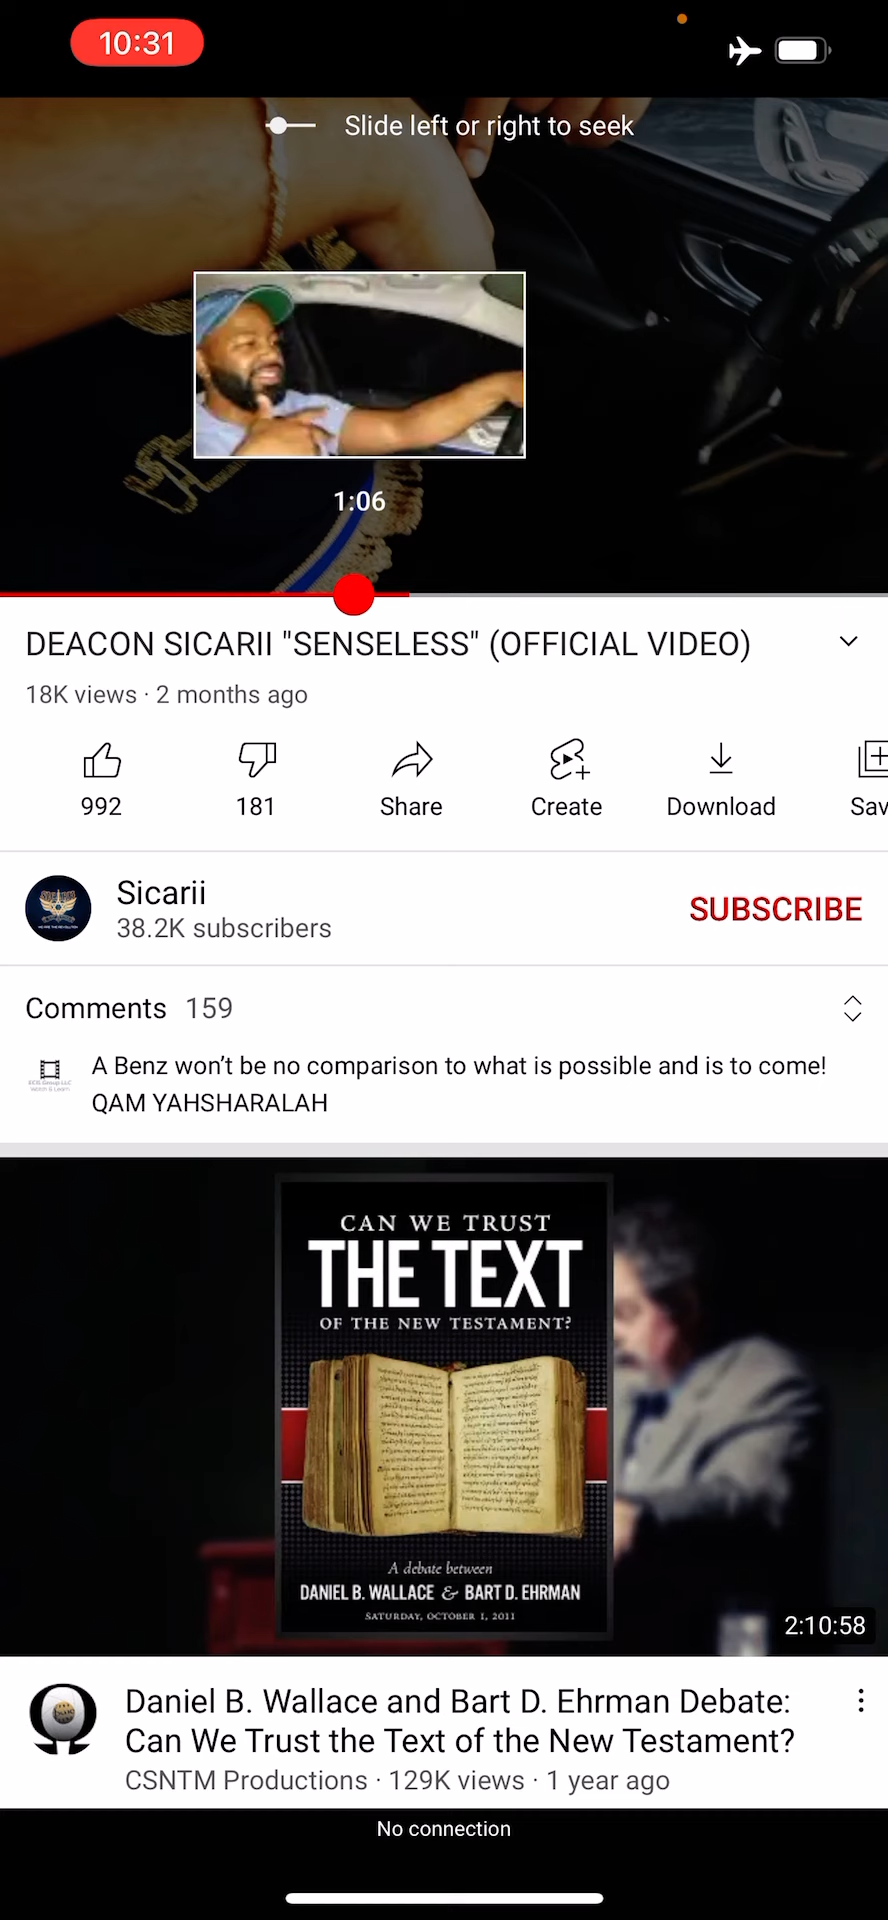 10:31
Slide left or right to seek
1:06
DEACON SICARII "SENSELESS" (OFFICIAL VIDEO)
18K views · 2 months ago
992
181
Share
Create
Download
Sav
Sicarii
38.2K subscribers
SUBSCRIBE
Comments 159
A Benz won’t be no comparison to what is possible and is to come!
QAM YAHSHARALAH
CAN WE TRUST
THE TEXT
OF THE NEW TESTAMENT?
A debate between
DANIEL B. WALLACE & BART D. EHRMAN
SATURDAY, OCTOBER 1, 2011
2:10:58
Daniel B. Wallace and Bart D. Ehrman Debate:
Can We Trust the Text of the New Testament?
CSNTM Productions · 129K views · 1 year ago
No connection